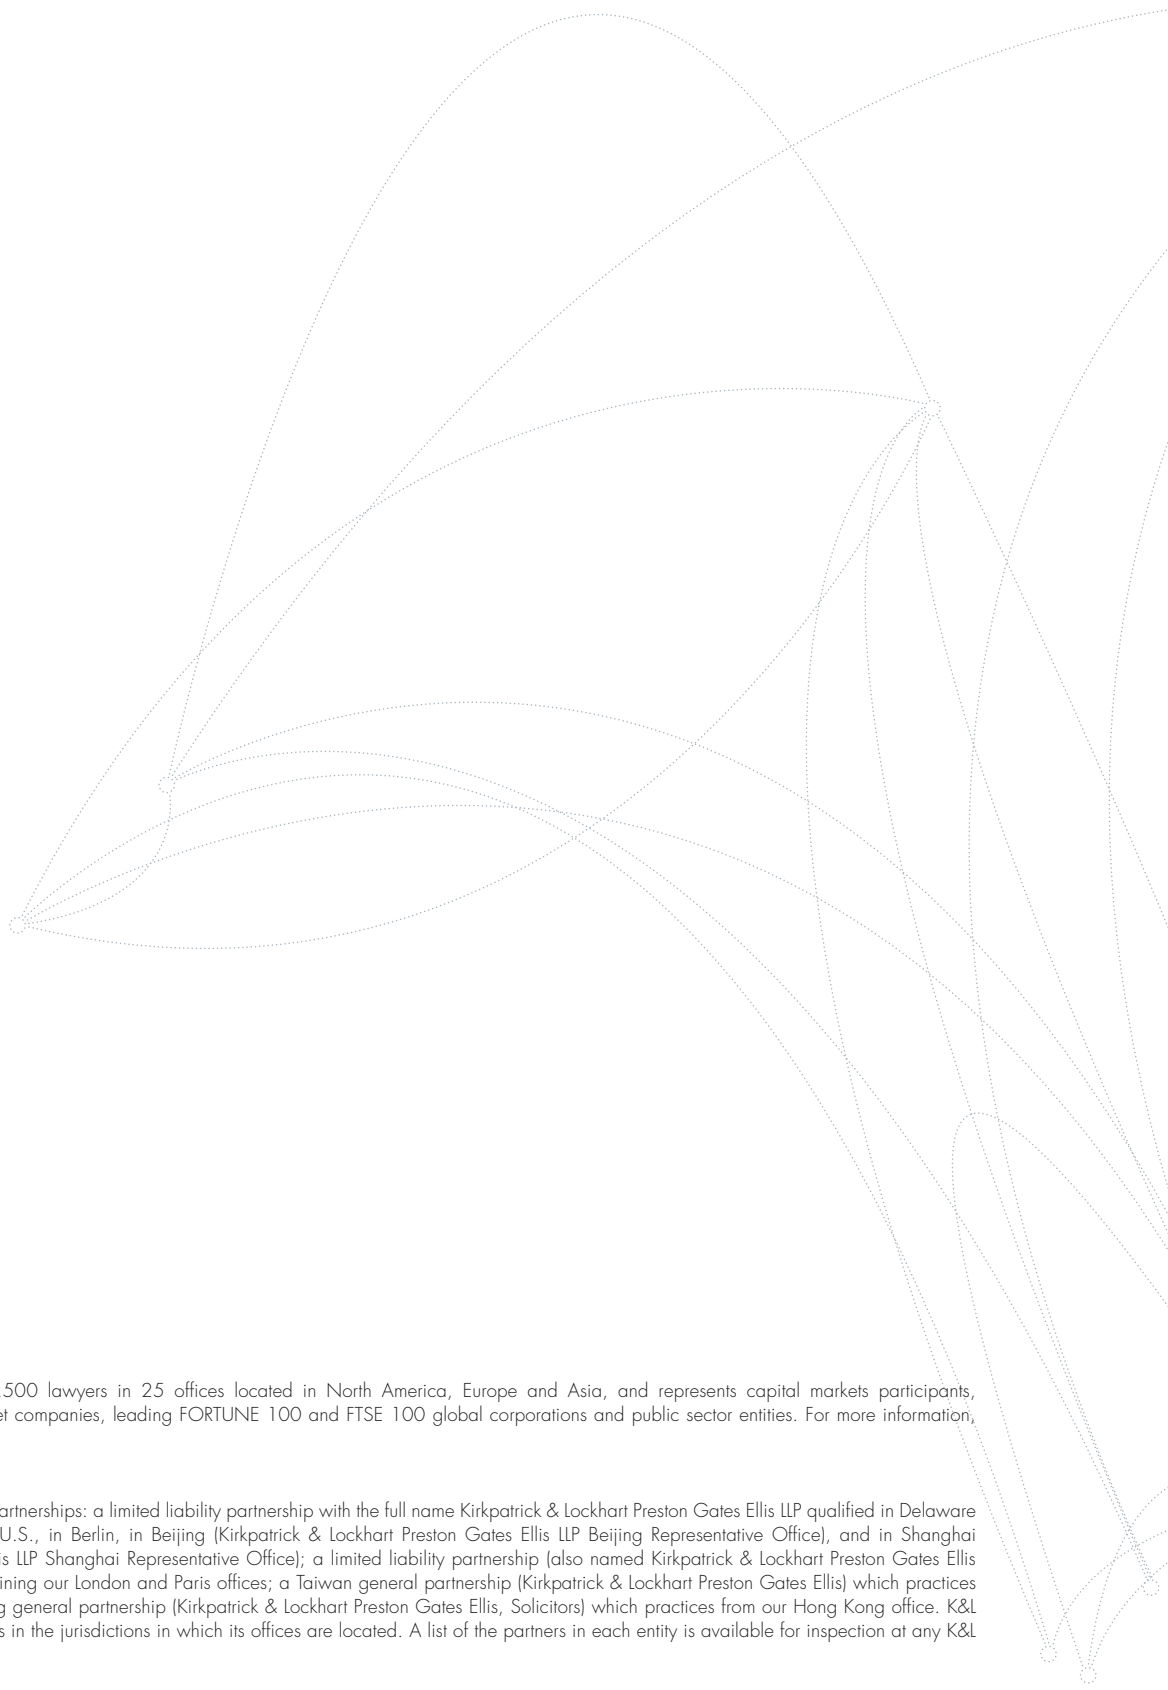 500 lawyers in 25 offices located in North America, Europe and Asia, and represents capital markets participants,
companies, leading FORTUNE 100 and FTSE 100 global corporations and public sector entities. For more information,
partnerships: a limited liability partnership with the full name Kirkpatrick & Lockhart Preston Gates Ellis LLP qualified in Delaware
U.S., in Berlin, in Beijing (Kirkpatrick & Lockhart Preston Gates Ellis LLP Beijing Representative Office), and in Shanghai
LLP Shanghai Representative Office); a limited liability partnership (also named Kirkpatrick & Lockhart Preston Gates Ellis
our London and Paris offices; a Taiwan general partnership (Kirkpatrick & Lockhart Preston Gates Ellis) which practices
general partnership (Kirkpatrick & Lockhart Preston Gates Ellis, Solicitors) which practices from our Hong Kong office. K&L
in the jurisdictions in which its offices are located. A list of the partners in each entity is available for inspection at any K&L